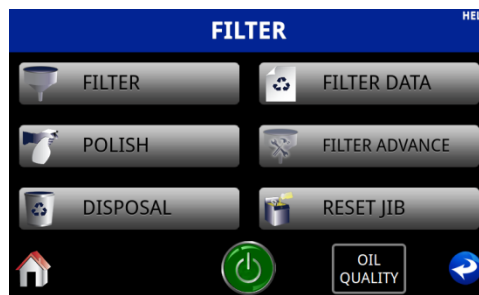 FILTER
FILTER
FILTER DATA
POLISH
FILTER ADVANCE
DISPOSAL
RESET JIB
OIL
QUALITY